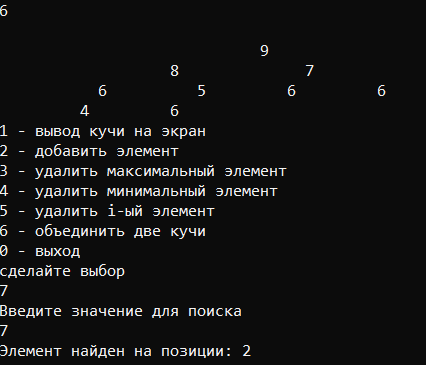 6
9
8 7
6 5 6 6
4 6
1 - вывод кучи на экран
2 - добавить элемент
3 - удалить максимальный элемент
4 - удалить минимальный элемент
5 - удалить i-ый элемент
6 - объединить две кучи
0 - выход
сделайте выбор
7
Введите значение для поиска
7
Элемент найден на позиции: 2